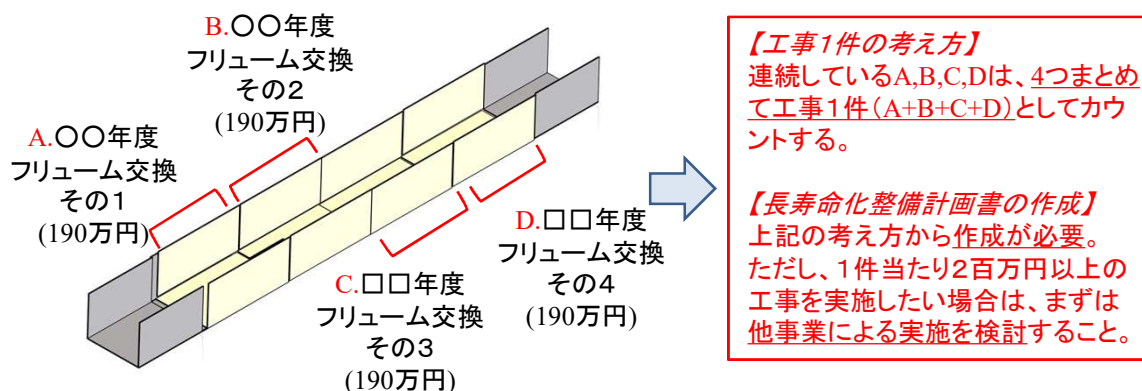 A.〇〇年度
フリューム交換
その1
(190万円)
B.〇〇年度
フリューム交換
その2
(190万円)
C.□□年度
フリューム交換
その3
(190万円)
D.□□年度
フリューム交換
その4
(190万円)
【工事1件の考え方】
連続しているA,B,C,Dは、4つまとめ
て工事1件(A+B+C+D)としてカウ
ントする。
【長寿命化整備計画書の作成】
上記の考え方から作成が必要。
ただし、1件当たり2百万円以上の
工事を実施したい場合は、まずは
他事業による実施を検討すること。